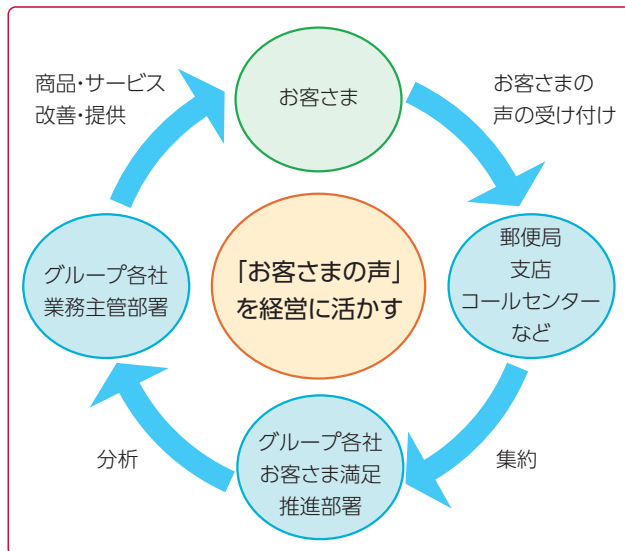 お客さま
お客さまの
声の受け付け
郵便局
支店
コールセンター
など
集約
グループ各社
お客さま満足
推進部署
分析
グループ各社
業務主管部署
商品・サービス
改善・提供
「お客さまの声」
を経営に活かす